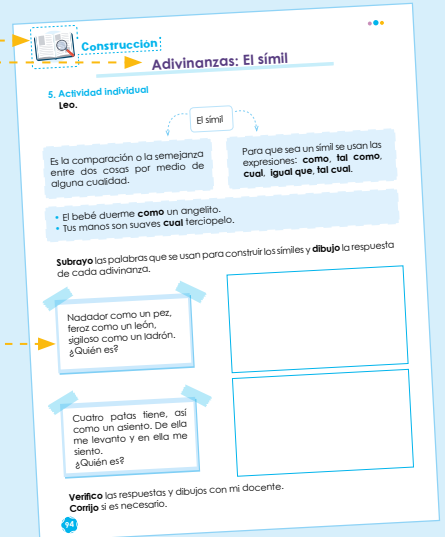 Construcción
Adivinanzas: El símil
5. Actividad individual
Leo.
El símil
Es la comparación o la semejanza
entre dos cosas por medio de
alguna cualidad.
Para que sea un símil se usan las
expresiones: como, tal como,
cual, igual que, tal cual.
• El bebé duerme como un angelito.
• Tus manos son suaves cual terciopelo.
Subrayo las palabras que se usan para construir los símiles y dibujo la respuesta
de cada adivinanza.
Nadador como un pez,
feroz como un león,
sigiloso como un ladrón.
¿Quién es?
Cuatro patas tiene, así
como un asiento. De ella
me levanto y en ella me
siento.
¿Quién es?
Verifico las respuestas y dibujos con mi docente.
Corrijo si es necesario.
94